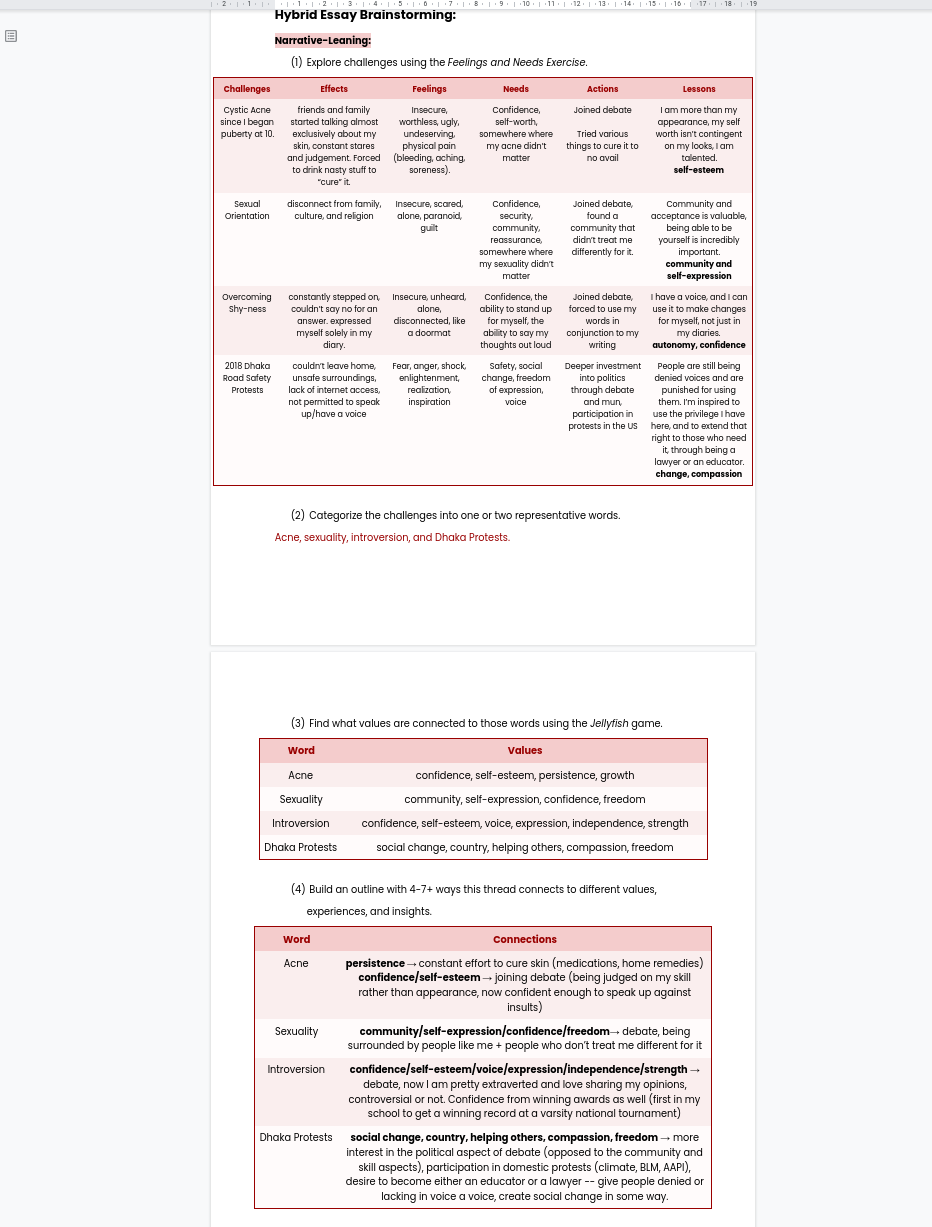 2 1 1 2 3 4 5 6 7 8 9 10 11 12 13 14 15 16 17 18 19
Hybrid Essay Brainstorming:
Narrative-Leaning:
(1) Explore challenges using the Feelings and Needs Exercise.
Challenges Effects Feelings Needs Actions Lessons
Cystic Acne
since I began
puberty at 10.
friends and family
started talking almost
exclusively about my
skin, constant stares
and judgement. Forced
to drink nasty stuff to
“cure” it.
Insecure,
worthless, ugly,
undeserving,
physical pain
(bleeding, aching,
soreness).
Confidence,
self-worth,
somewhere where
my acne didn’t
matter
Joined debate
Tried various
things to cure it to
no avail
I am more than my
appearance, my self
worth isn’t contingent
on my looks, I am
talented.
self-esteem
Sexual
Orientation
disconnect from family,
culture, and religion
Insecure, scared,
alone, paranoid,
guilt
Confidence,
security,
community,
reassurance,
somewhere where
my sexuality didn’t
matter
Joined debate,
found a
community that
didn’t treat me
differently for it.
Community and
acceptance is valuable,
being able to be
yourself is incredibly
important.
community and
self-expression
Overcoming
Shy-ness
constantly stepped on,
couldn’t say no for an
answer. expressed
myself solely in my
diary.
Insecure, unheard,
alone,
disconnected, like
a doormat
Confidence, the
ability to stand up
for myself, the
ability to say my
thoughts out loud
Joined debate,
forced to use my
words in
conjunction to my
writing
I have a voice, and I can
use it to make changes
for myself, not just in
my diaries.
autonomy, confidence
2018 Dhaka
Road Safety
Protests
couldn’t leave home,
unsafe surroundings,
lack of internet access,
not permitted to speak
up/have a voice
Fear, anger, shock,
enlightenment,
realization,
inspiration
Safety, social
change, freedom
of expression,
voice
Deeper investment
into politics
through debate
and mun,
participation in
protests in the US
People are still being
denied voices and are
punished for using
them. I’m inspired to
use the privilege I have
here, and to extend that
right to those who need
it, through being a
lawyer or an educator.
change, compassion
(2) Categorize the challenges into one or two representative words.
Acne, sexuality, introversion, and Dhaka Protests.
(3) Find what values are connected to those words using the Jellyfish game.
Word Values
Acne confidence, self-esteem, persistence, growth
Sexuality community, self-expression, confidence, freedom
Introversion confidence, self-esteem, voice, expression, independence, strength
Dhaka Protests social change, country, helping others, compassion, freedom
(4) Build an outline with 4-7+ ways this thread connects to different values,
experiences, and insights.
Word Connections
Acne persistence → constant effort to cure skin (medications, home remedies)
confidence/self-esteem → joining debate (being judged on my skill
rather than appearance, now confident enough to speak up against
insults)
Sexuality community/self-expression/confidence/freedom→ debate, being
surrounded by people like me + people who don’t treat me different for it
Introversion confidence/self-esteem/voice/expression/independence/strength →
debate, now I am pretty extraverted and love sharing my opinions,
controversial or not. Confidence from winning awards as well (first in my
school to get a winning record at a varsity national tournament)
Dhaka Protests social change, country, helping others, compassion, freedom → more
interest in the political aspect of debate (opposed to the community and
skill aspects), participation in domestic protests (climate, BLM, AAPI),
desire to become either an educator or a lawyer -- give people denied or
lacking in voice a voice, create social change in some way.